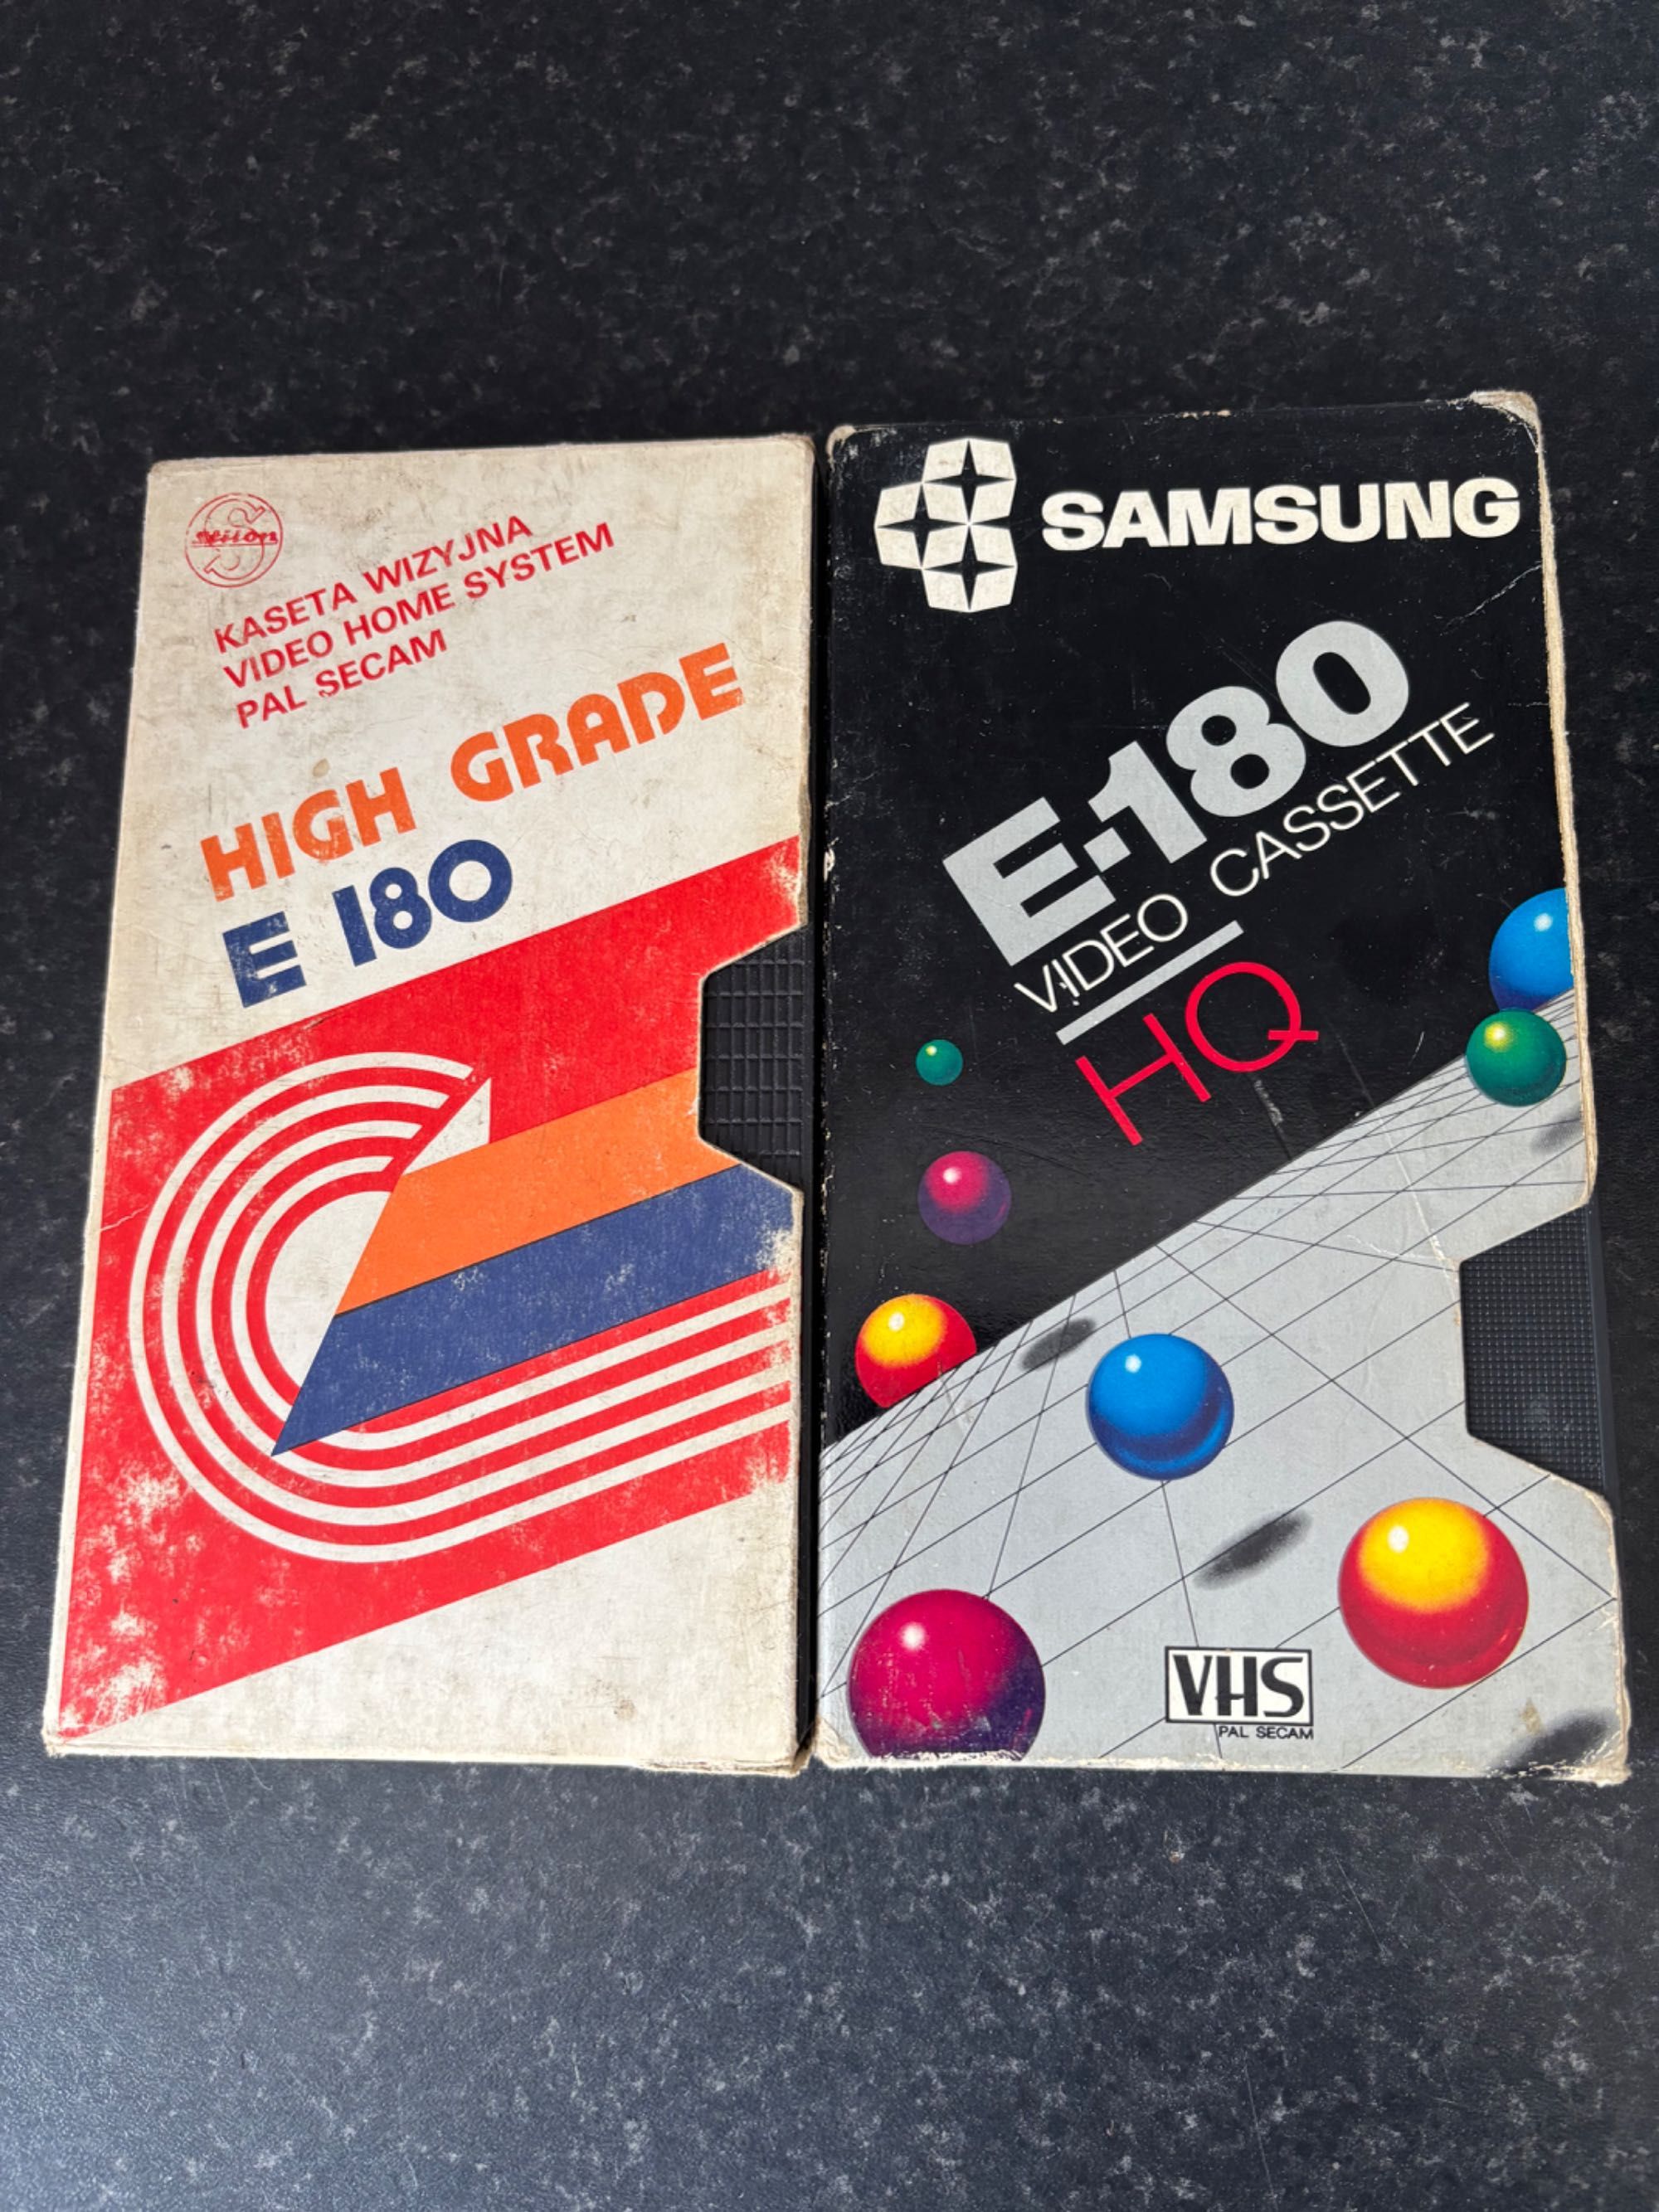 KASETA WIZYJNA
VIDEO HOME SYSTEM
PAL SECAM
HIGH GRADE
E 180
SAMSUNG
E-180
VIDEO CASSETTE
HQ
VHS
PAL SECAM